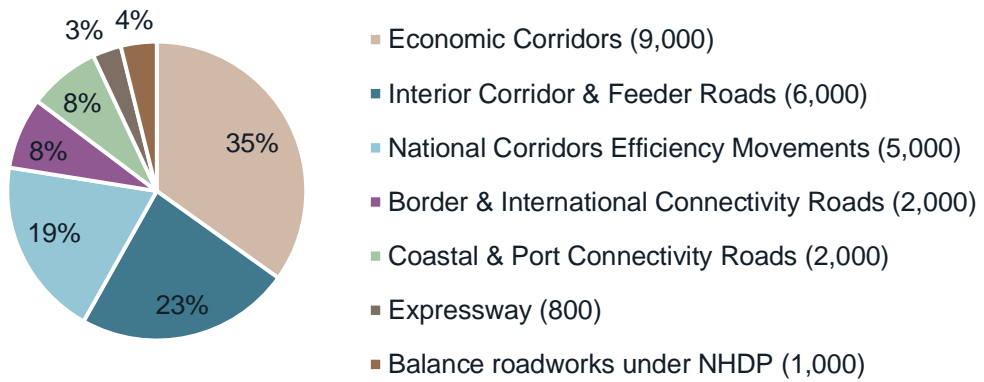 3%
4%
35%
8%
8%
19%
23%
Economic Corridors (9,000)
Interior Corridor & Feeder Roads (6,000)
National Corridors Efficiency Movements (5,000)
Border & International Connectivity Roads (2,000)
Coastal & Port Connectivity Roads (2,000)
Expressway (800)
Balance roadworks under NHDP (1,000)